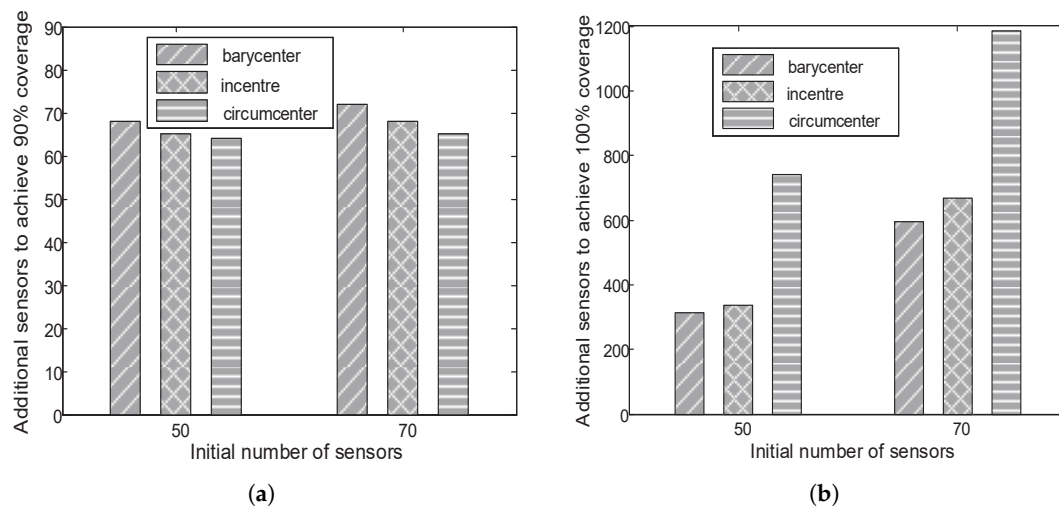 Additional sensors to achieve 90% coverage
90
80
70
60
50
40
30
20
10
0
barycenter
incentre
circumcenter
50
70
Initial number of sensors
(a)
Additional sensors to achieve 100% coverage
1200
1000
800
600
400
200
0
barycenter
incentre
circumcenter
50
70
Initial number of sensors
(b)